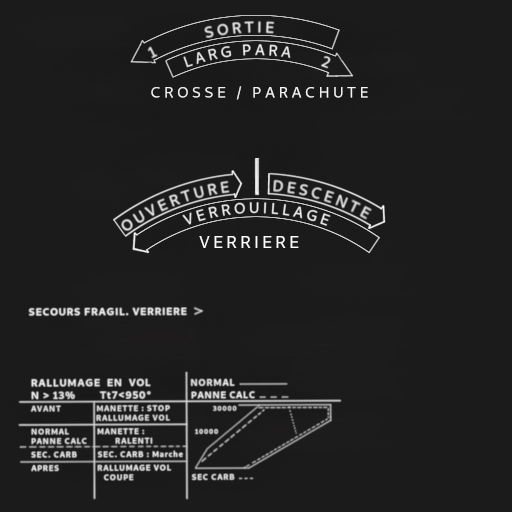 SORTIE
1 LARG PARA 2
CROSSE / PARACHUTE
OUVERTURE DESCENTE
VERROUILLAGE
VERRIERE
SECOURS FRAGIL. VERRIERE >
RALLUMAGE EN VOL
N > 13% Tt7<950°
NORMAL
PANNE CALC
AVANT
MANETTE : STOP
RALLUMAGE VOL
NORMAL
PANNE CALC
MANETTE :
RALENTI
SEC. CARB
SEC. CARB : Marche
APRES
RALLUMAGE VOL
COUPE
30000
10000
SEC CARB